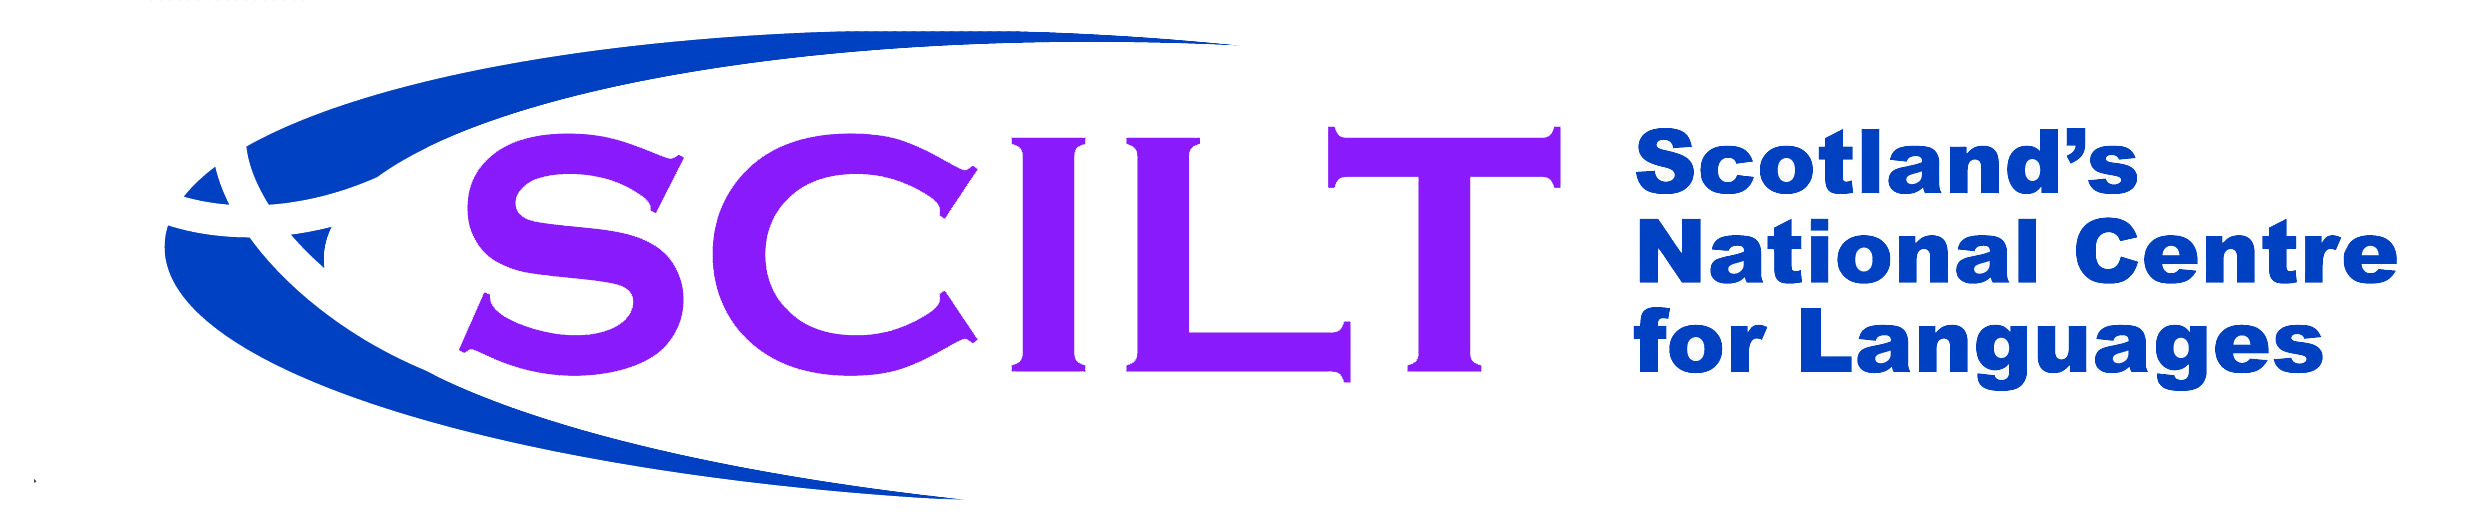 SCILT
Scotland’s
National Centre
for Languages